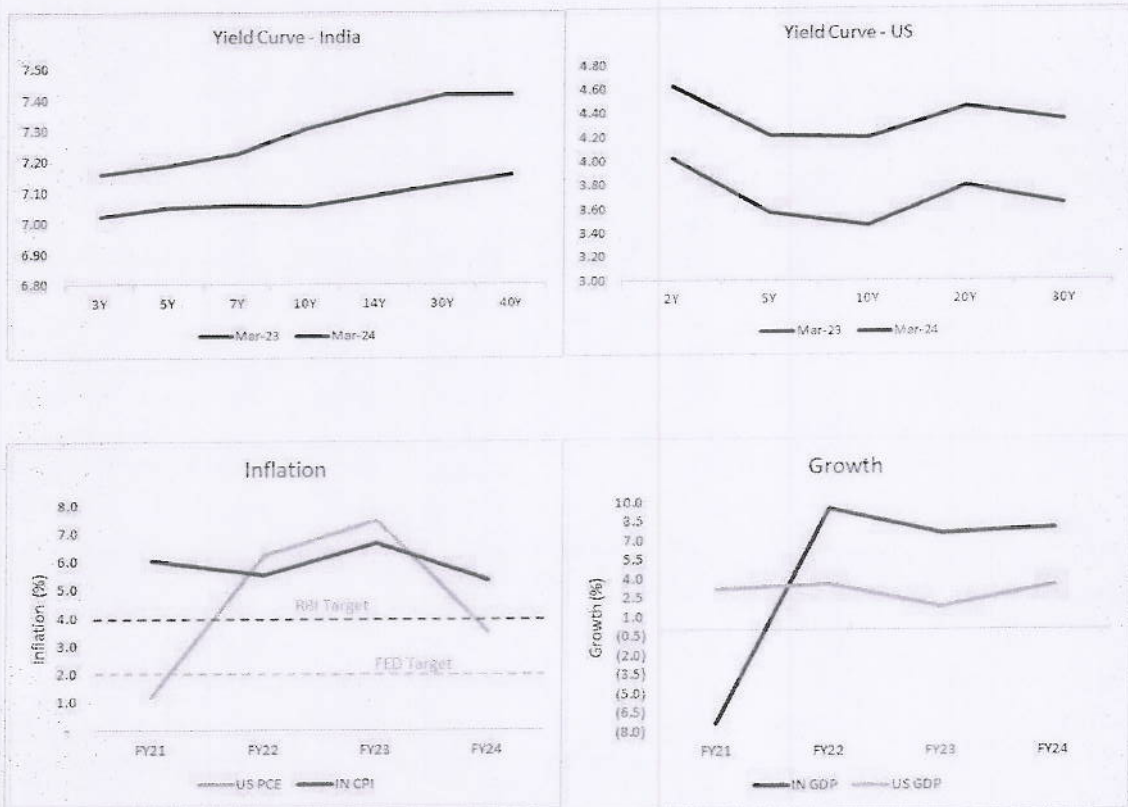 Yield Curve - India
7.50
7.40
7.30
7.20
7.10
7.00
6.90
6.80
3Y 5Y 7Y 10Y 14Y 30Y 40Y
Mar-23 Mar-24
Yield Curve - US
4.80
4.60
4.40
4.20
4.00
3.80
3.60
3.40
3.20
3.00
2Y 5Y 10Y 20Y 30Y
Mar-23 Mar-24
Inflation
Inflation (%)
8.0
7.0
6.0
5.0
4.0
3.0
2.0
1.0
-
RBI Target
FED Target
FY21 FY22 FY23 FY24
US PCE IN CPI
Growth
Growth (%)
10.0
8.5
7.0
5.5
4.0
2.5
1.0
(0.5)
(2.0)
(3.5)
(5.0)
(6.5)
(8.0)
FY21 FY22 FY23 FY24
IN GDP US GDP